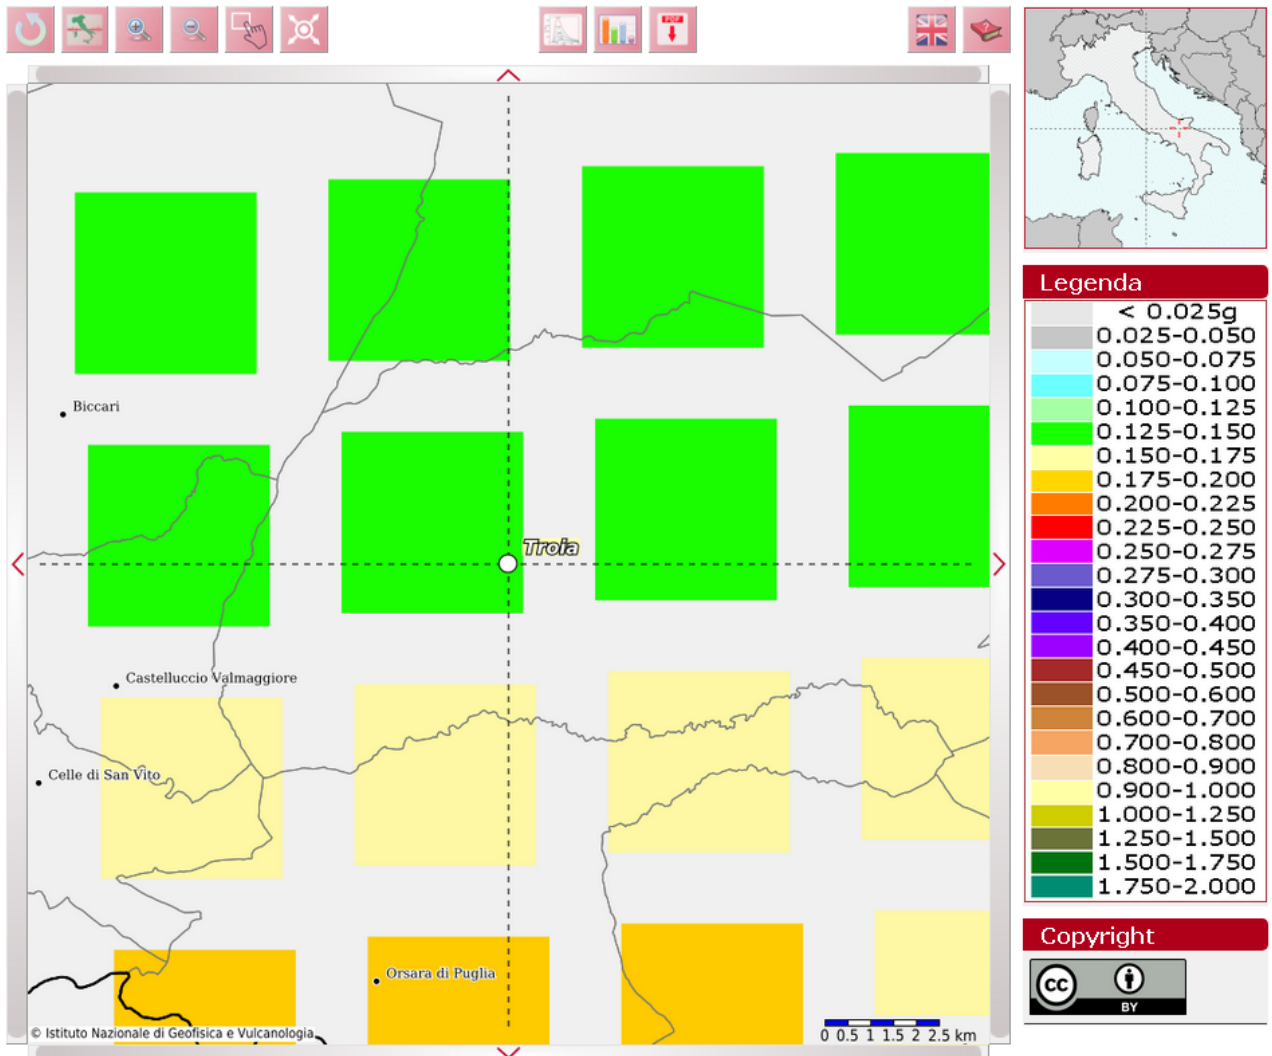 PDF
?
Biccari
Troia
Castelluccio Valmaggiore
Celle di San Vito
Orsara di Puglia
© Istituto Nazionale di Geofisica e Vulcanologia
0 0.5 1 1.5 2 2.5 km
Legenda
< 0.025g
0.025-0.050
0.050-0.075
0.075-0.100
0.100-0.125
0.125-0.150
0.150-0.175
0.175-0.200
0.200-0.225
0.225-0.250
0.250-0.275
0.275-0.300
0.300-0.350
0.350-0.400
0.400-0.450
0.450-0.500
0.500-0.600
0.600-0.700
0.700-0.800
0.800-0.900
0.900-1.000
1.000-1.250
1.250-1.500
1.500-1.750
1.750-2.000
Copyright
cc
BY